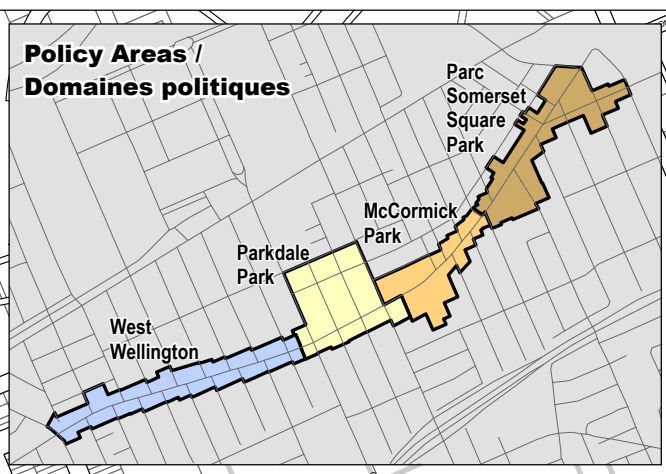 Policy Areas /
Domaines politiques
Parc
Somerset
Square
Park
McCormick
Park
Parkdale
Park
West
Wellington